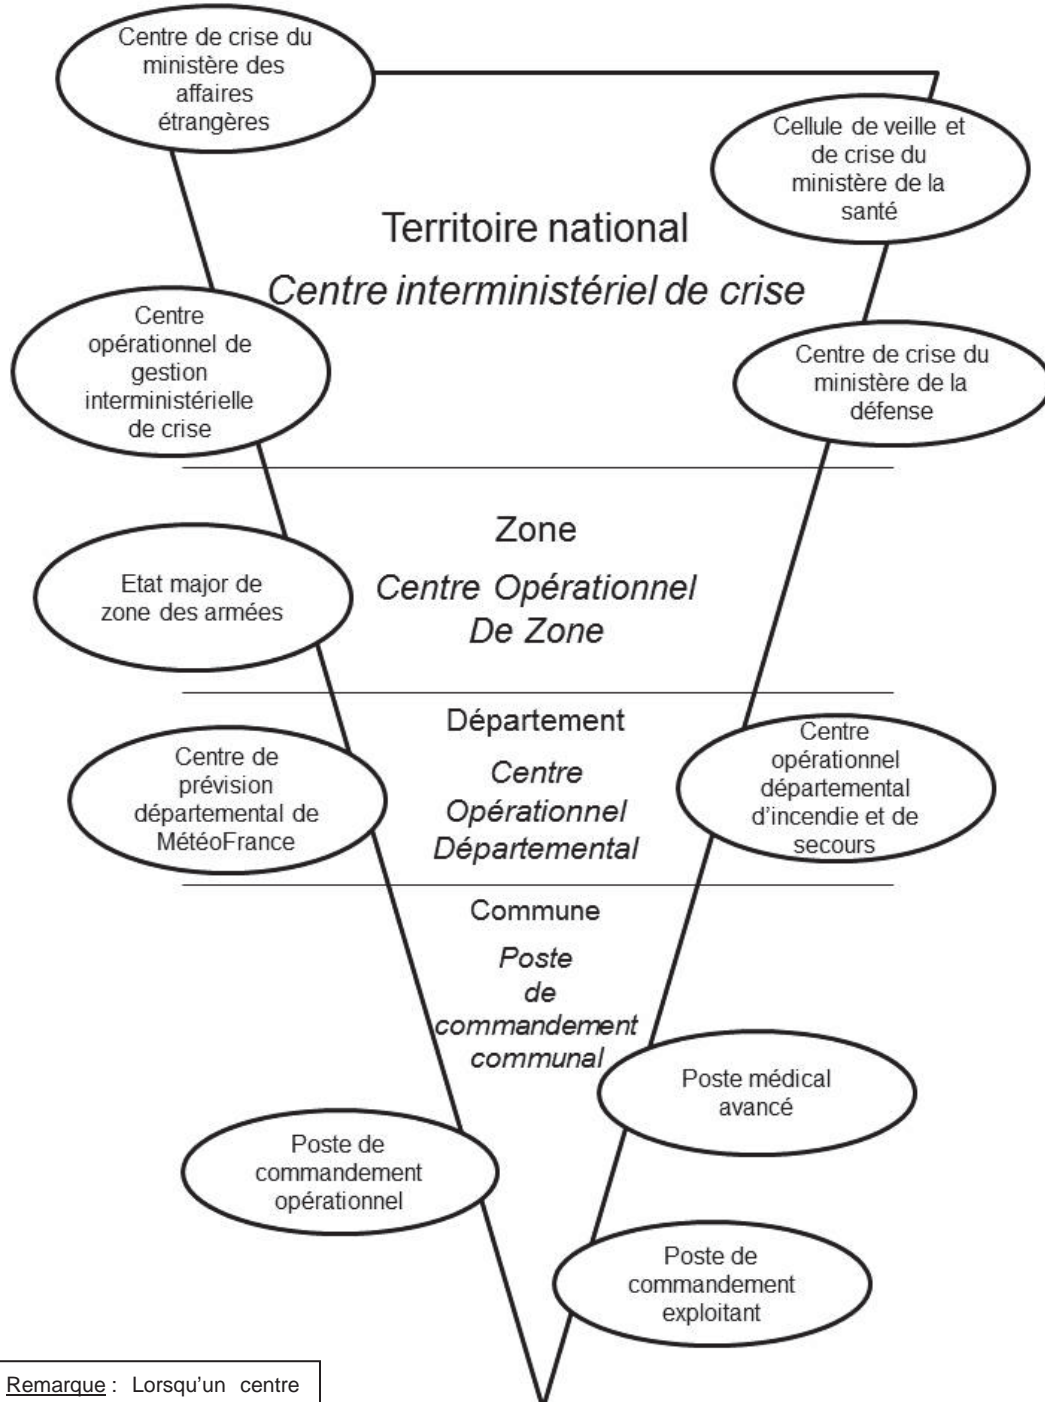 Centre de crise du
ministère des
affaires
étrangères
Cellule de veille et
de crise du
ministère de la
santé
Territoire national
Centre interministériel de crise
Centre
opérationnel de
gestion
interministérielle
de crise
Centre de crise du
ministère de la
défense
Zone
Centre Opérationnel
De Zone
Etat major de
zone des armées
Département
Centre
Opérationnel
Départemental
Centre de
prévision
départemental de
MétéoFrance
Centre
opérationnel
départemental
d'incendie et de
secours
Commune
Poste
de
commandement
communal
Poste médical
avancé
Poste de
commandement
opérationnel
Poste de
commandement
exploitant
Remarque : Lorsqu'un centre